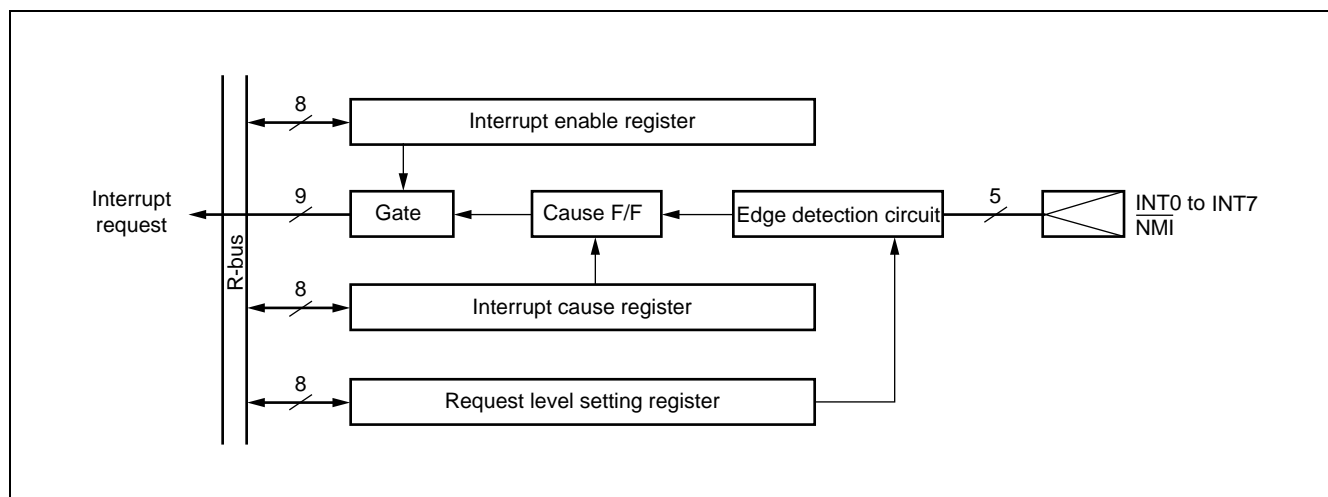 8
Interrupt enable register
Interrupt
request
9
Gate
Cause F/F
Edge detection circuit
5
INT0 to INT7
NMI
R-bus
8
Interrupt cause register
8
Request level setting register